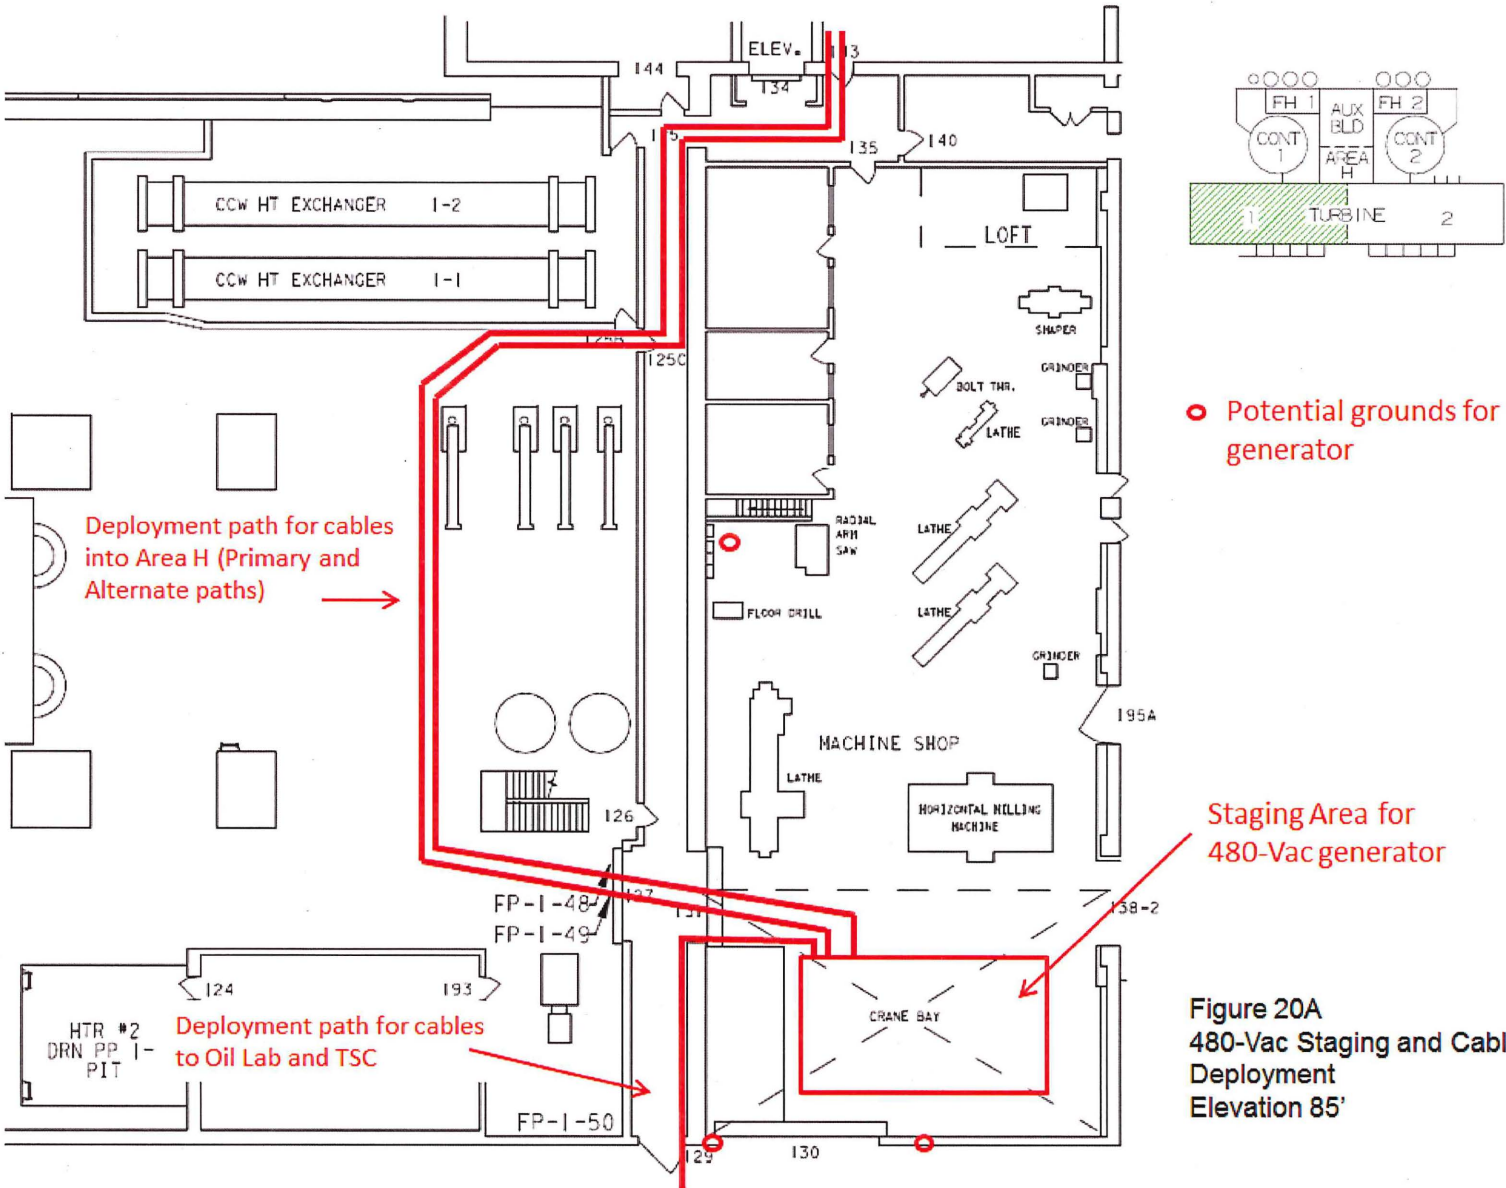 ELEV.
144
134
135
140
CCW HT EXCHANGER 1-2
CCW HT EXCHANGER 1-1
125C
LOFT
SHAPER
GRINDER
BOLT THR.
GRINDER
LATHE
RADIAL
ARM
SAW
LATHE
FLOOR DRILL
LATHE
GRINDER
195A
MACHINE SHOP
LATHE
HORIZONTAL MILLING
MACHINE
126
FP-1-48
FP-1-49
138-2
CRANE BAY
124
193
HTR #2
DRN PP 1-
PIT
FP-1-50
129
130
Deployment path for cables
into Area H (Primary and
Alternate paths)
Deployment path for cables
to Oil Lab and TSC
FH 1
AUX
BLD
FH 2
CONT
1
AREA
H
CONT
2
1 TURBINE 2
Potential grounds for
generator
Staging Area for
480-Vac generator
Figure 20A
480-Vac Staging and Cabl
Deployment
Elevation 85'